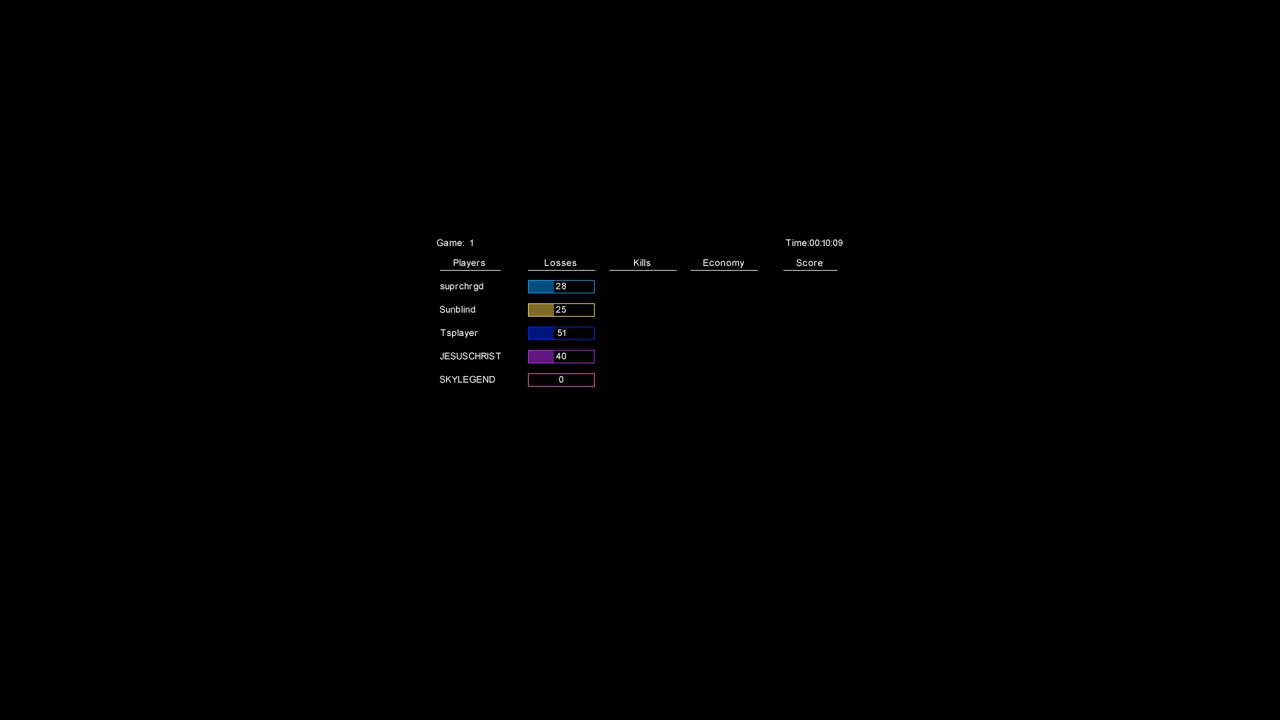 Game: 1 Time:00:10:09
Players Losses Kills Economy Score
suprchrgd 28
Sunblind 25
Tsplayer 51
JESUSCHRIST 40
SKYLEGEND 0